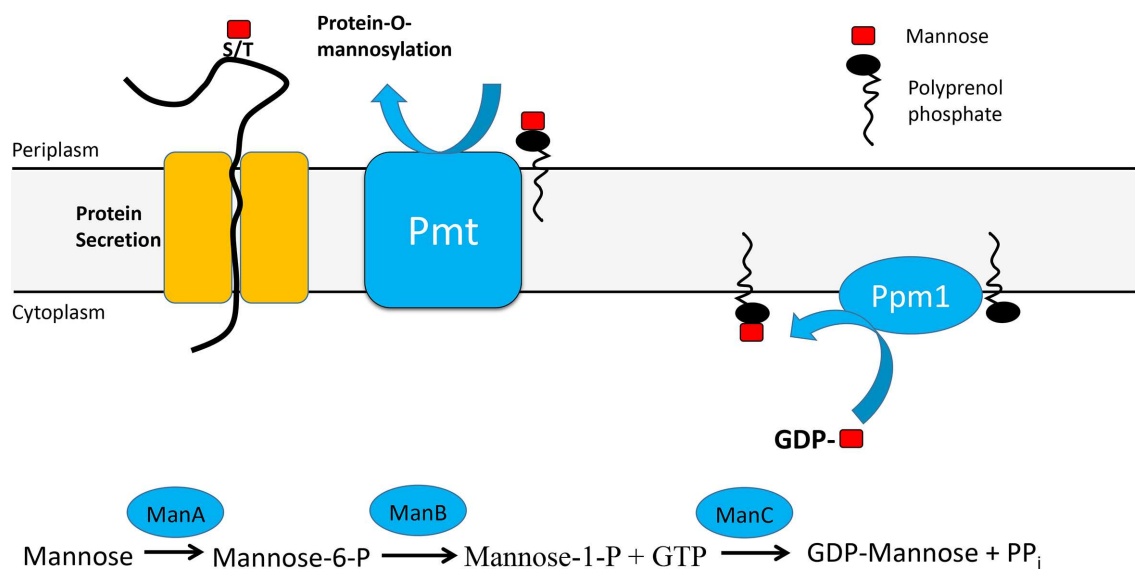 Protein-O-
mannosylation
S/T
Mannose
Polyprenol
phosphate
Periplasm
Protein
Secretion
Pmt
Cytoplasm
Ppm1
GDP-
ManA
ManB
ManC
Mannose
Mannose-6-P
Mannose-1-P + GTP
GDP-Mannose + PPi